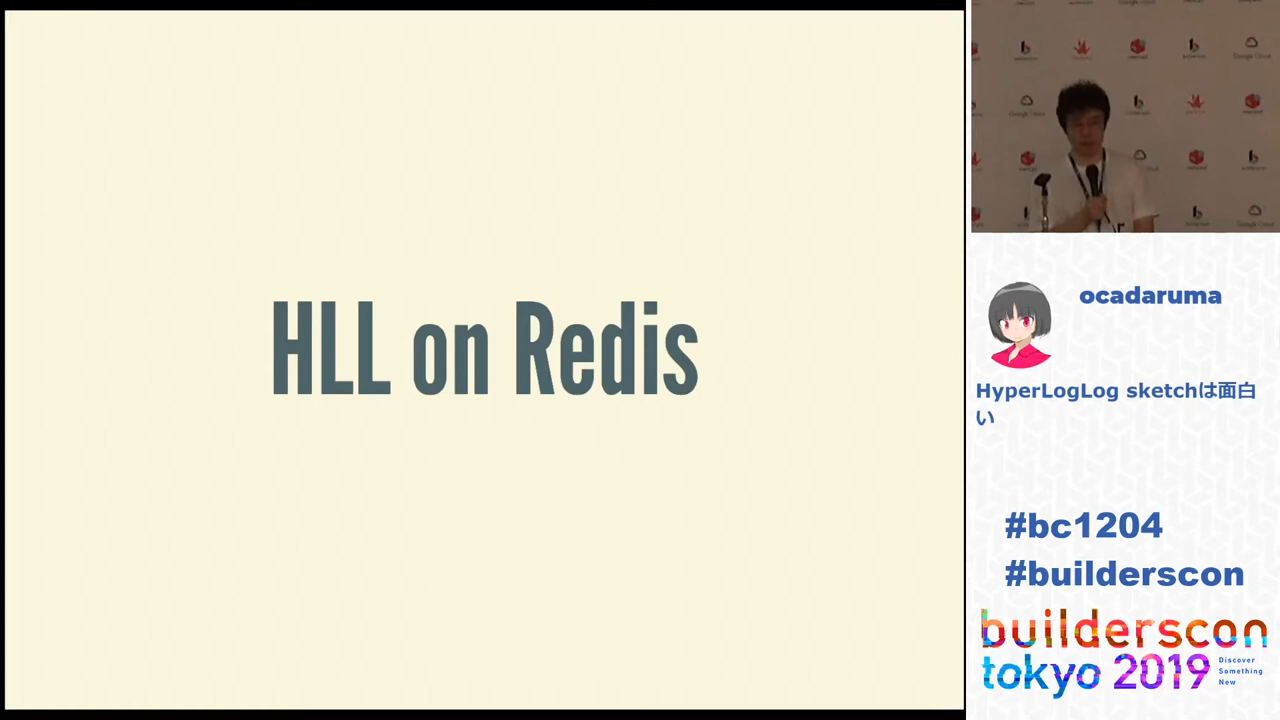 HLL on Redis
ocadaruma
HyperLogLog sketchは面白
い
#bc1204
#builderscon
builderscon
tokyo 2019
Discover
Something
New